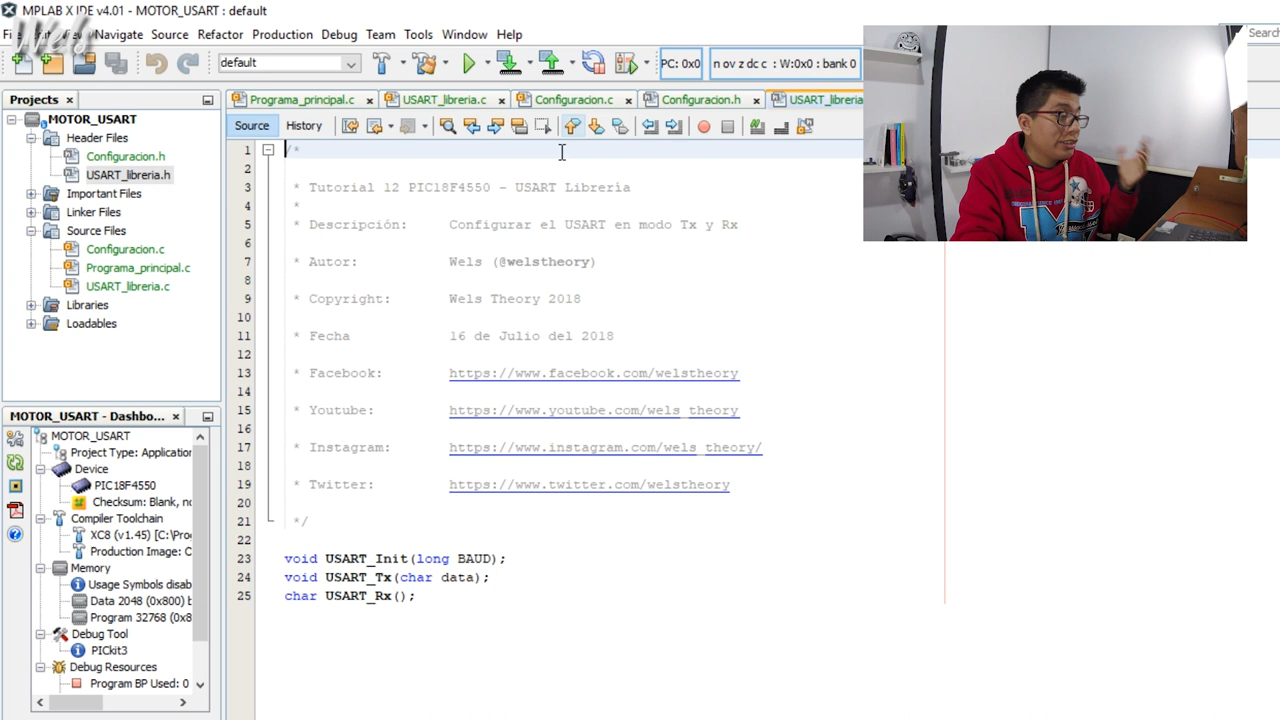 MPLAB X IDE v4.01 - MOTOR_USART : default
Wels
Navigate Source Refactor Production Debug Team Tools Window Help
default
PC: 0x0
n ov z dc c : W:0x0 : bank 0
Search
Projects
Programa_principal.c USART_libreria.c Configuracion.c Configuracion.h USART_libreria
Source History
MOTOR_USART
Header Files
Configuracion.h
USART_libreria.h
Important Files
Linker Files
Source Files
Configuracion.c
Programa_principal.c
USART_libreria.c
Libraries
Loadables
MOTOR_USART - Dashbo...
MOTOR_USART
Project Type: Application
Device
PIC18F4550
Checksum: Blank, no
Compiler Toolchain
XC8 (v1.45) [C:\Pro
Production Image: C
Memory
Usage Symbols disab
Data 2048 (0x800) b
Program 32768 (0x8
Debug Tool
PICkit3
Debug Resources
Program BP Used: 0
1 /*
2
3 * Tutorial 12 PIC18F4550 - USART Librería
4 *
5 * Descripción: Configurar el USART en modo Tx y Rx
6
7 * Autor: Wels (@welstheory)
8
9 * Copyright: Wels Theory 2018
10
11 * Fecha 16 de Julio del 2018
12
13 * Facebook: https://www.facebook.com/welstheory
14
15 * Youtube: https://www.youtube.com/wels_theory
16
17 * Instagram: https://www.instagram.com/wels_theory/
18
19 * Twitter: https://www.twitter.com/welstheory
20
21 */
22
23 void USART_Init(long BAUD);
24 void USART_Tx(char data);
25 char USART_Rx();